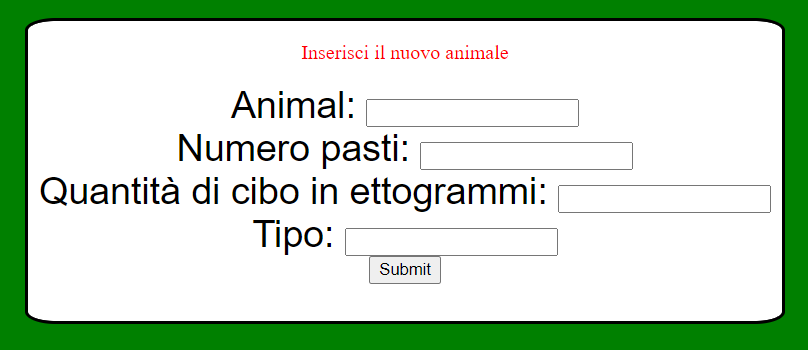 Inserisci il nuovo animale
Animal:
Numero pasti:
Quantità di cibo in ettogrammi:
Tipo:
Submit